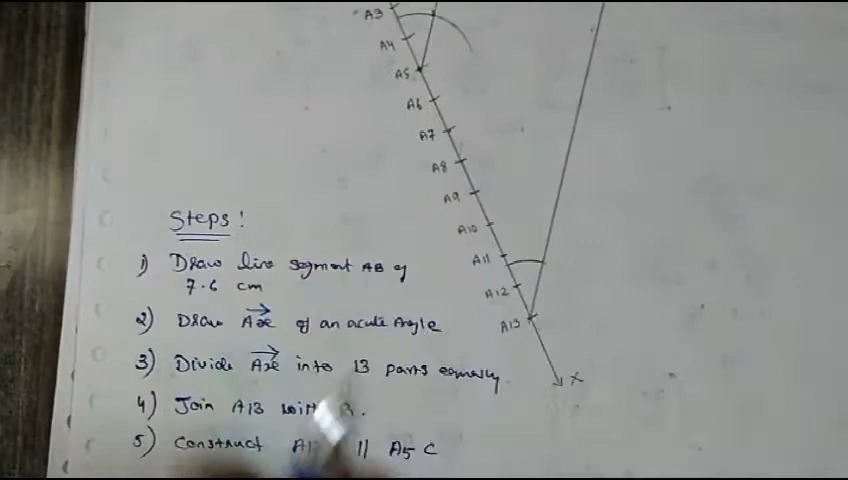 A3
A4
A5
A6
A7
A8
A9
A10
A11
A12
A13
X
Steps:
1) Draw line segment AB of
7.6 cm
2) Draw Ax of an acute Angle
3) Divide Ax into 13 parts equally.
4) Join A13 with B.
5) Construct || A5 C